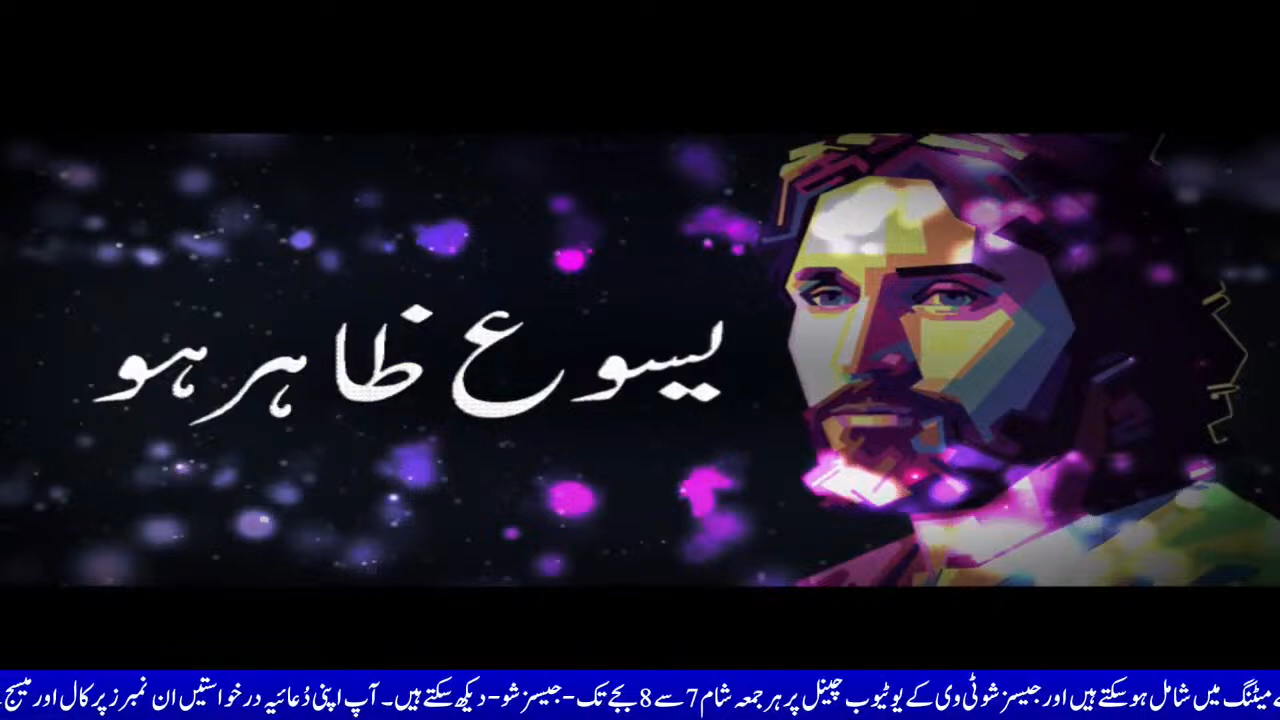 یسوع ظاہر ہو
میٹنگ میں شامل ہوسکتے ہیں اور جیسز شو ٹی وی کے یوٹیوب چینل پر ہر جمعہ شام 7 سے 8 بجے تک - جیسز شو - دیکھ سکتے ہیں۔ آپ اپنی دُعائیہ درخواستیں ان نمبرز پر کال اور میسج